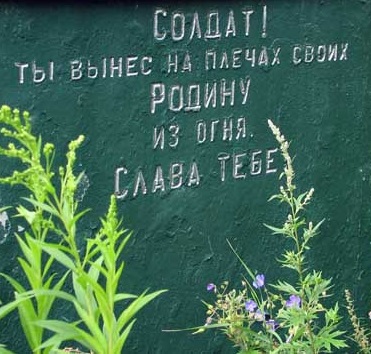 Солдат!
ты вынес на плечах своих
Родину
из огня.
Слава тебе